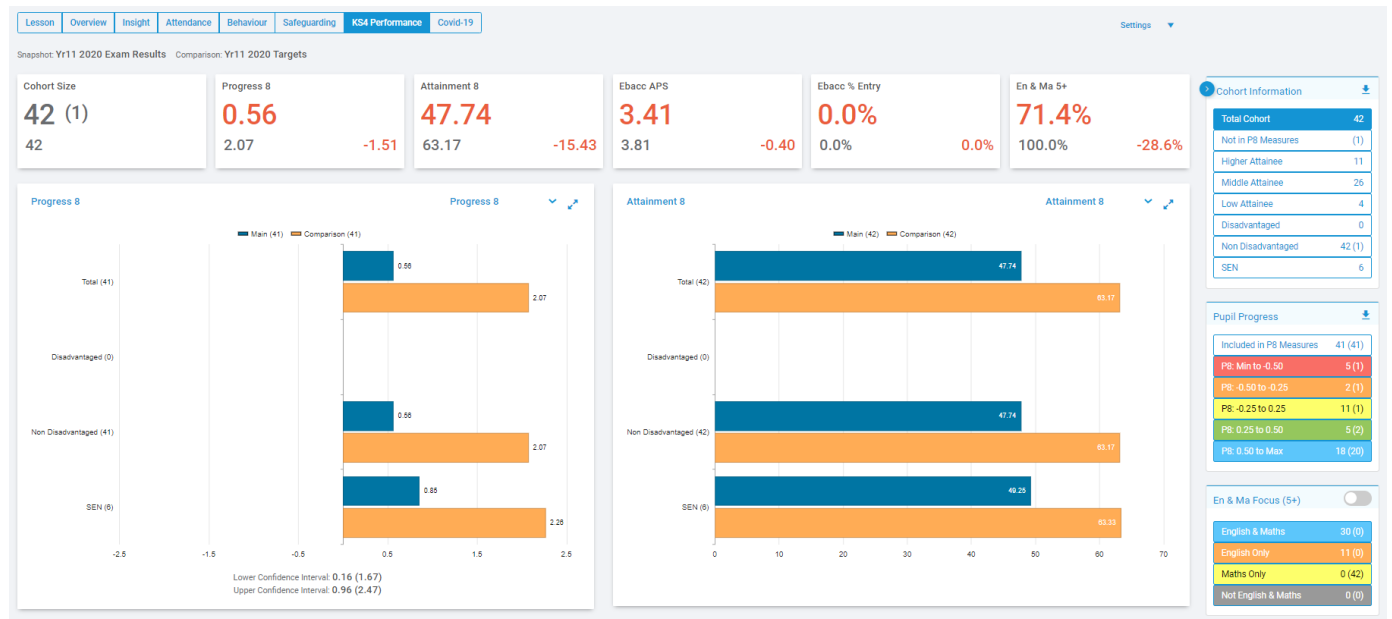 Lesson Overview Insight Attendance Behaviour Safeguarding KS4 Performance Covid-19
Settings
Snapshot: Yr11 2020 Exam Results Comparison: Yr11 2020 Targets
Cohort Size
42 (1)
42
Progress 8
0.56
2.07 -1.51
Attainment 8
47.74
63.17 -15.43
Ebacc APS
3.41
3.81 -0.40
Ebacc % Entry
0.0%
0.0% 0.0%
En & Ma 5+
71.4%
100.0% -28.6%
Progress 8 Progress 8
Main (41) Comparison (41)
Total (41)
0.56
2.07
Disadvantaged (0)
Non Disadvantaged (41)
0.56
2.07
SEN (6)
0.85
2.26
-2.5 -1.5 -0.5 0.5 1.5 2.5
Lower Confidence Interval: 0.16 (1.67)
Upper Confidence Interval: 0.96 (2.47)
Attainment 8 Attainment 8
Main (42) Comparison (42)
Total (42)
47.74
63.17
Disadvantaged (0)
Non Disadvantaged (42)
47.74
63.17
SEN (6)
49.25
63.33
0 10 20 30 40 50 60 70
Cohort Information
Total Cohort 42
Not in P8 Measures (1)
Higher Attainee 11
Middle Attainee 26
Low Attainee 4
Disadvantaged 0
Non Disadvantaged 42 (1)
SEN 6
Pupil Progress
Included in P8 Measures 41 (41)
P8: Min to -0.50 5 (1)
P8: -0.50 to -0.25 2 (1)
P8: -0.25 to 0.25 11 (1)
P8: 0.25 to 0.50 5 (2)
P8: 0.50 to Max 18 (20)
En & Ma Focus (5+)
English & Maths 30 (0)
English Only 11 (0)
Maths Only 0 (42)
Not English & Maths 0 (0)